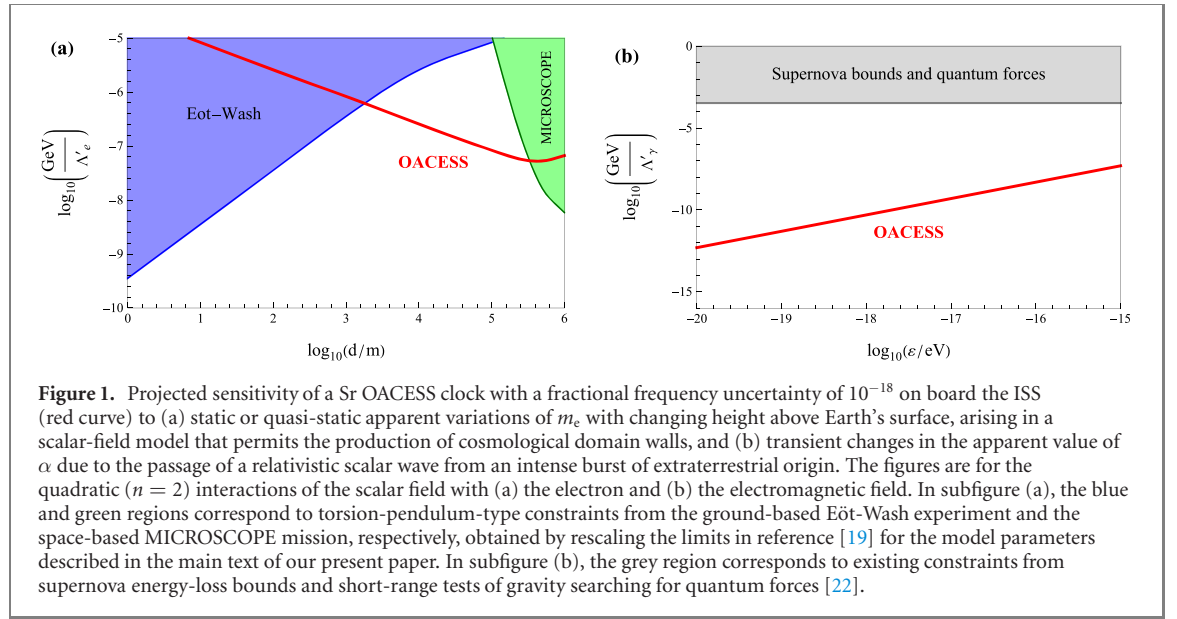 (a)
-5
-6
-7
-8
-9
-10
log₁₀(GeV/Λ′ₑ)
Eot–Wash
MICROSCOPE
OACESS
0 1 2 3 4 5 6
log₁₀(d/m)
(b)
0
-5
-10
-15
log₁₀(GeV/Λ′ᵧ)
Supernova bounds and quantum forces
OACESS
-20 -19 -18 -17 -16 -15
log₁₀(ε/eV)
Figure 1. Projected sensitivity of a Sr OACESS clock with a fractional frequency uncertainty of 10⁻¹⁸ on board the ISS
(red curve) to (a) static or quasi-static apparent variations of mₑ with changing height above Earth's surface, arising in a
scalar-field model that permits the production of cosmological domain walls, and (b) transient changes in the apparent value of
α due to the passage of a relativistic scalar wave from an intense burst of extraterrestrial origin. The figures are for the
quadratic (n = 2) interactions of the scalar field with (a) the electron and (b) the electromagnetic field. In subfigure (a), the blue
and green regions correspond to torsion-pendulum-type constraints from the ground-based Eöt-Wash experiment and the
space-based MICROSCOPE mission, respectively, obtained by rescaling the limits in reference [19] for the model parameters
described in the main text of our present paper. In subfigure (b), the grey region corresponds to existing constraints from
supernova energy-loss bounds and short-range tests of gravity searching for quantum forces [22].